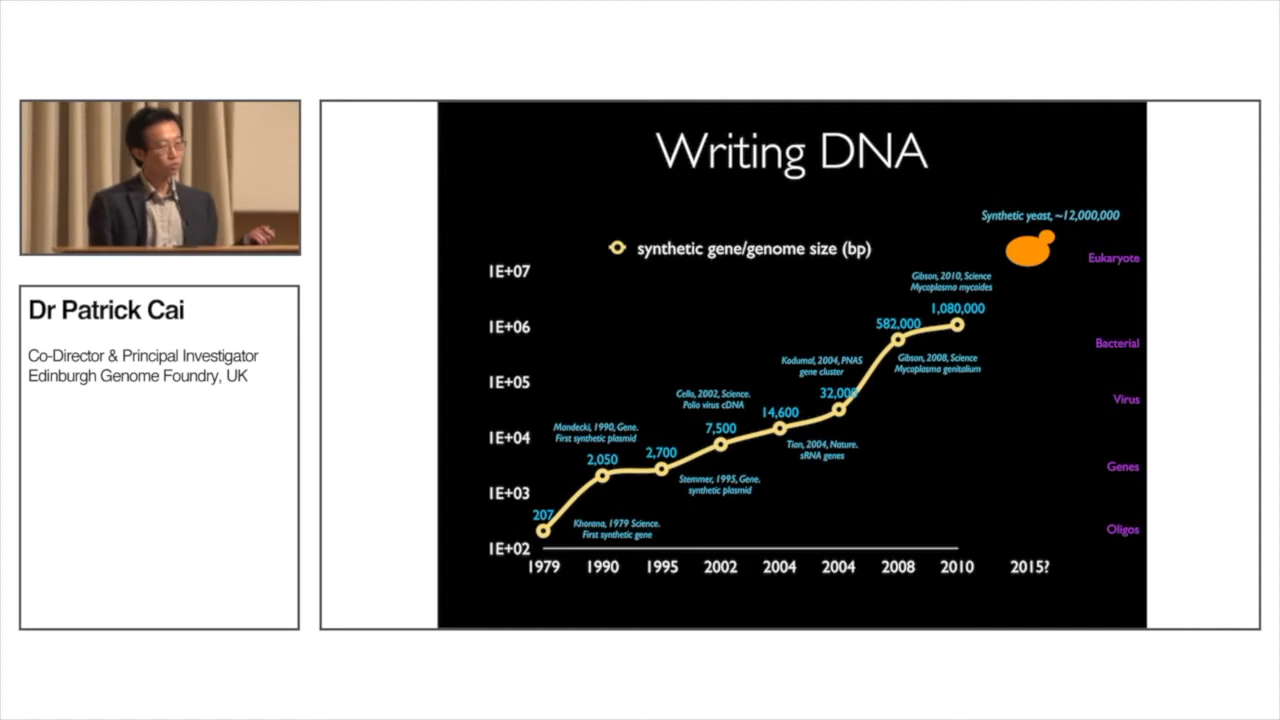 Dr Patrick Cai
Co-Director & Principal Investigator
Edinburgh Genome Foundry, UK
Writing DNA
Synthetic yeast, ~12,000,000
synthetic gene/genome size (bp)
Eukaryote
1E+07
Gibson, 2010, Science
Mycoplasma mycoides
1,080,000
582,000
1E+06
Bacterial
Kodumal, 2004, PNAS
gene cluster
Gibson, 2008, Science
Mycoplasma genitalium
1E+05
32,000
Virus
Cello, 2002, Science.
Polio virus cDNA
14,600
7,500
Mandecki, 1990, Gene.
First synthetic plasmid
1E+04
Tian, 2004, Nature.
sRNA genes
2,050
2,700
Genes
Stemmer, 1995, Gene.
synthetic plasmid
1E+03
207
Khorana, 1979 Science.
First synthetic gene
Oligos
1E+02
1979 1990 1995 2002 2004 2004 2008 2010 2015?